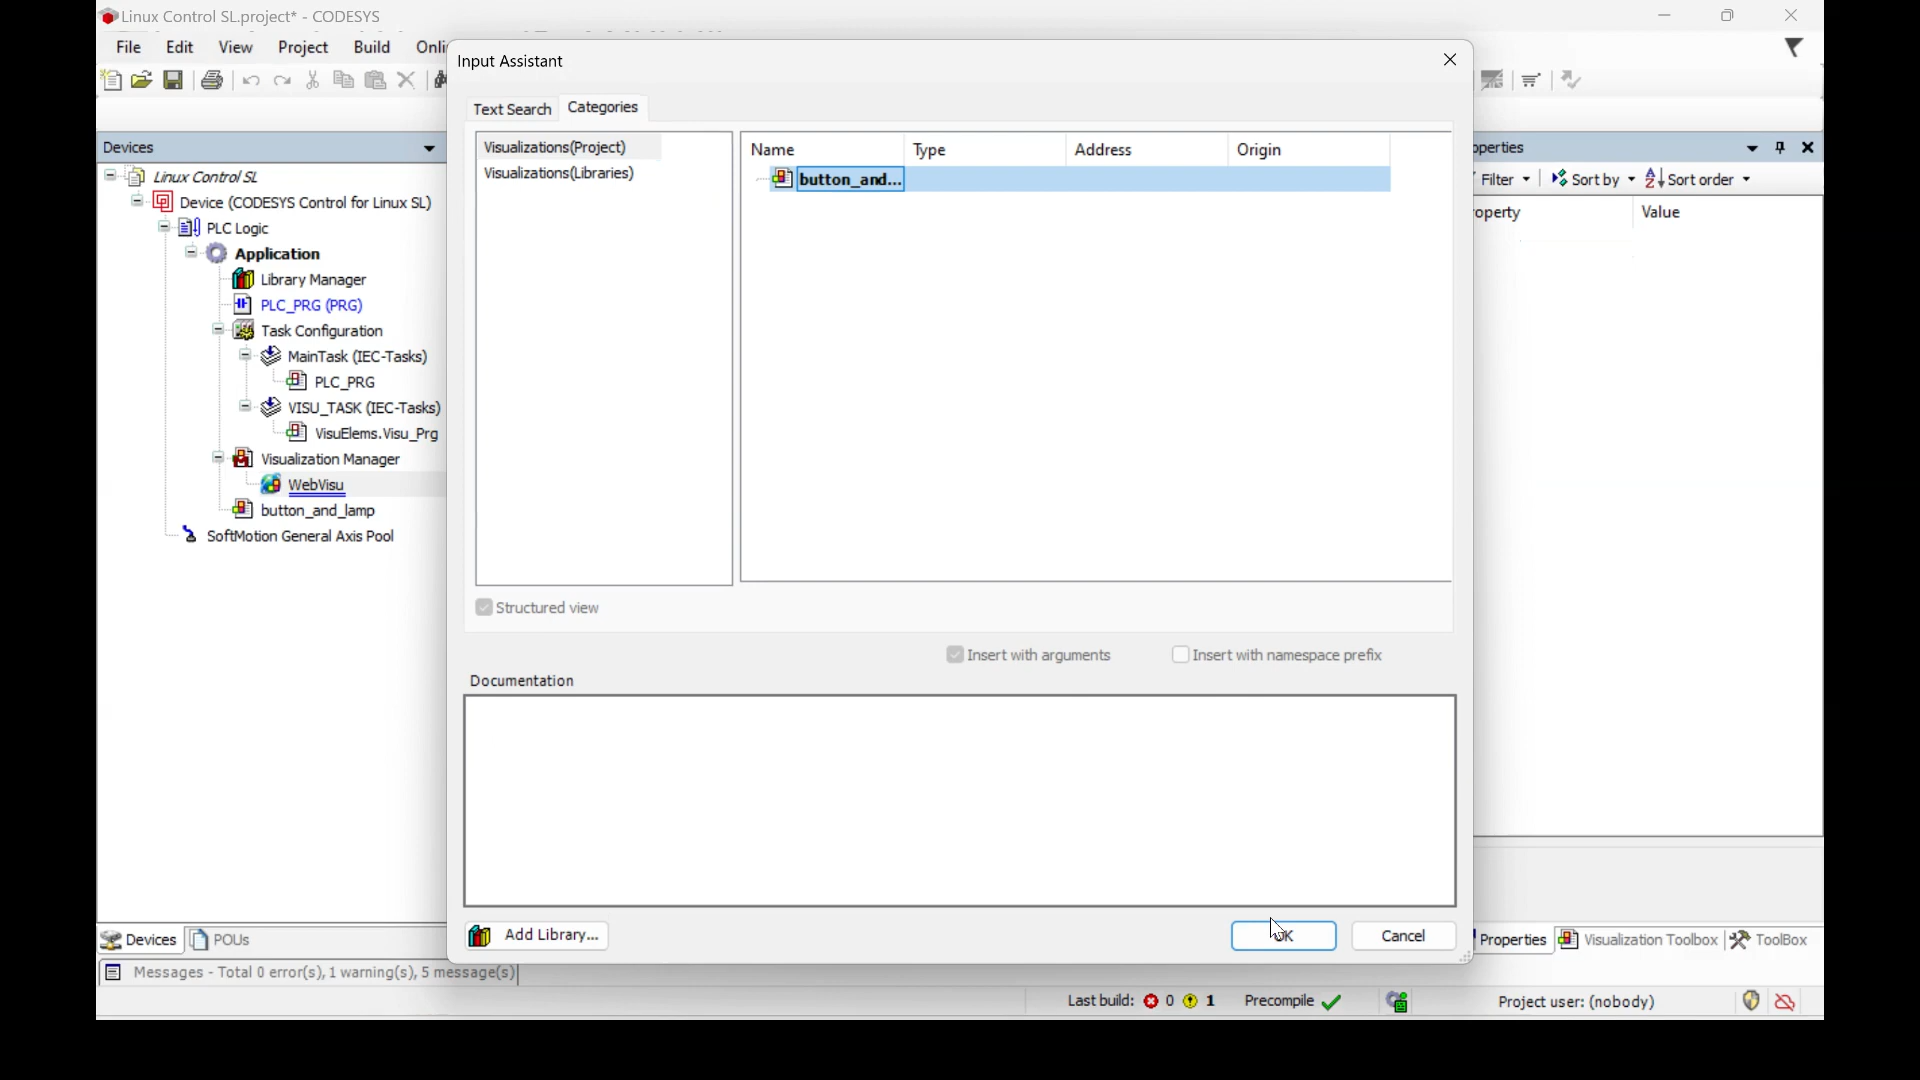 Linux Control SL.project* - CODESYS
File Edit View Project Build Onli
Input Assistant
Text Search Categories
Devices
Visualizations(Project)
Visualizations(Libraries)
Name Type Address Origin
button_and...
operties
Filter Sort by Sort order
operty Value
Linux Control SL
Device (CODESYS Control for Linux SL)
PLC Logic
Application
Library Manager
PLC_PRG (PRG)
Task Configuration
MainTask (IEC-Tasks)
PLC_PRG
VISU_TASK (IEC-Tasks)
VisuElems.Visu_Prg
Visualization Manager
WebVisu
button_and_lamp
SoftMotion General Axis Pool
Structured view
Insert with arguments Insert with namespace prefix
Documentation
Add Library... OK Cancel
Devices POUs
Properties Visualization Toolbox ToolBox
Messages - Total 0 error(s), 1 warning(s), 5 message(s)
Last build: 0 1 Precompile Project user: (nobody)